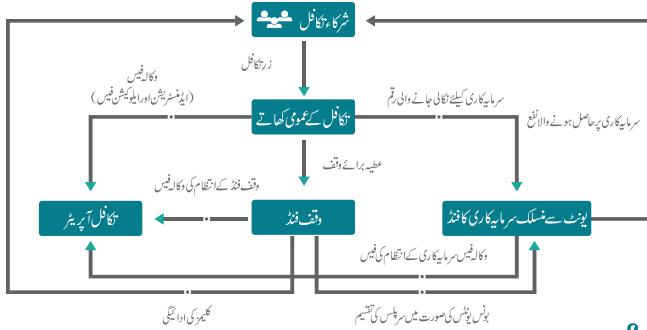 شرکاء تکافل
زرِ تکافل
وکالہ فیس
(ایڈمنسٹریشن اور ایلوکیشن فیس)
تکافل کے عمومی کھاتے
سرمایہ کاری کیلئے نکالی جانے والی رقم
سرمایہ کاری پر حاصل ہونے والا نفع
عطیہ برائے وقف
وقف فنڈ کے انتظام کی وکالہ فیس
یونٹ سے منسلک سرمایہ کاری کا فنڈ
وقف فنڈ
تکافل آپریٹر
وکالہ فیس سرمایہ کاری کے انتظام کی فیس
بونس یونٹس کی صورت میں سرپلس کی تقسیم
کلیمز کی ادائیگی